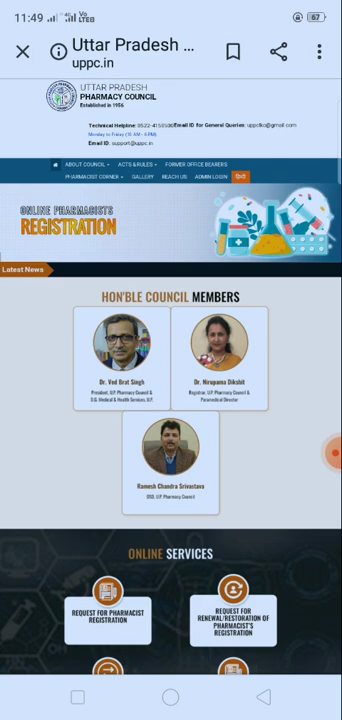 11:49 4G Vo LTEG 67
Uttar Pradesh ...
uppc.in
UTTAR PRADESH
PHARMACY COUNCIL
Established in 1956
Technical Helpline: Email ID for General Queries: uppclko@gmail.com
Monday to Friday (10 AM - 6 PM)
Email ID: support@uppc.in
ABOUT COUNCIL ACTS & RULES FORMER OFFICE BEARERS
PHARMACIST CORNER GALLERY REACH US ADMIN LOGIN हिन्दी
ONLINE PHARMACISTS
REGISTRATION
Latest News
HON'BLE COUNCIL MEMBERS
Dr. Ved Brat Singh
President, U.P. Pharmacy Council &
D.G. Medical & Health Services, U.P.
Dr. Nirupama Dikshit
Registrar, U.P. Pharmacy Council &
Paramedical Director
Ramesh Chandra Srivastava
OSD, U.P. Pharmacy Council
ONLINE SERVICES
REQUEST FOR PHARMACIST
REGISTRATION
REQUEST FOR
RENEWAL/RESTORATION OF
PHARMACIST'S
REGISTRATION